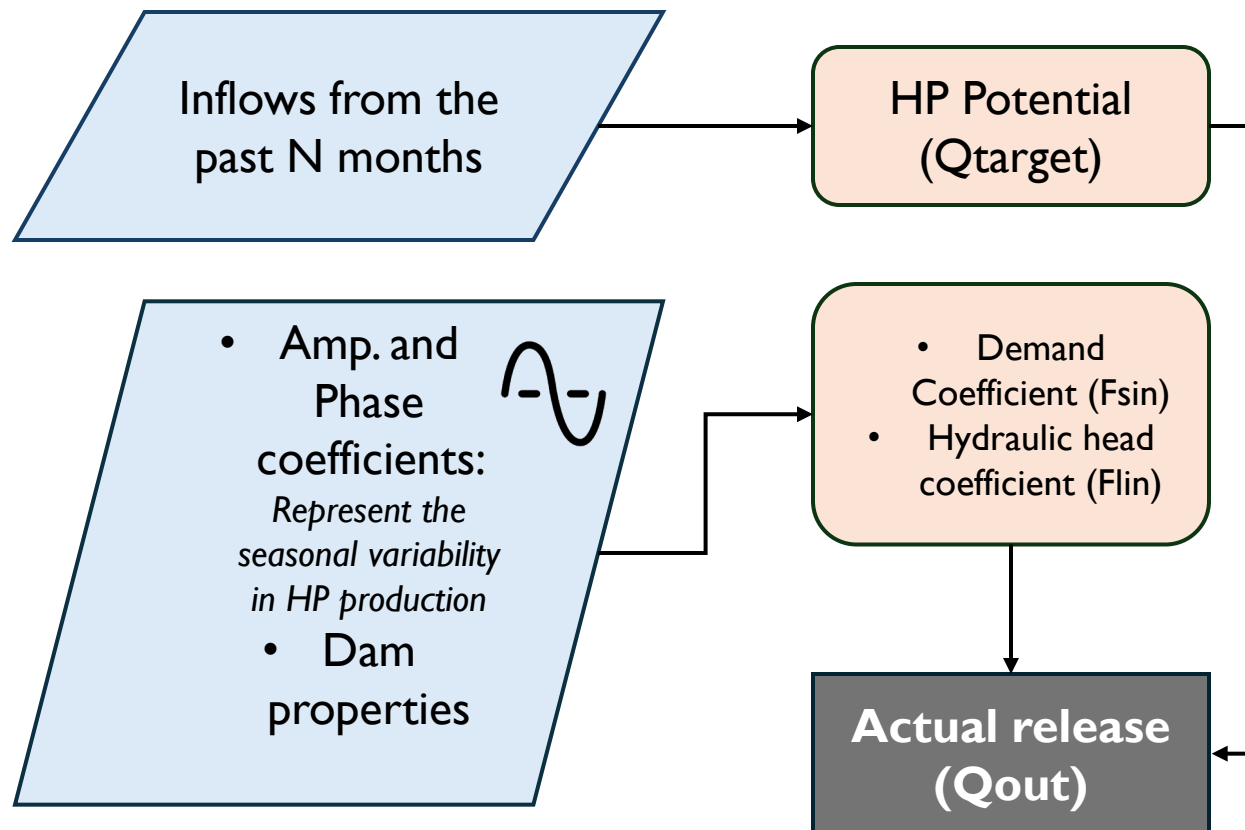 Inflows from the
past N months
HP Potential
(Qtarget)
• Amp. and
Phase
coefficients:
Represent the
seasonal variability
in HP production
• Dam
properties
• Demand
Coefficient (Fsin)
• Hydraulic head
coefficient (Flin)
Actual release
(Qout)